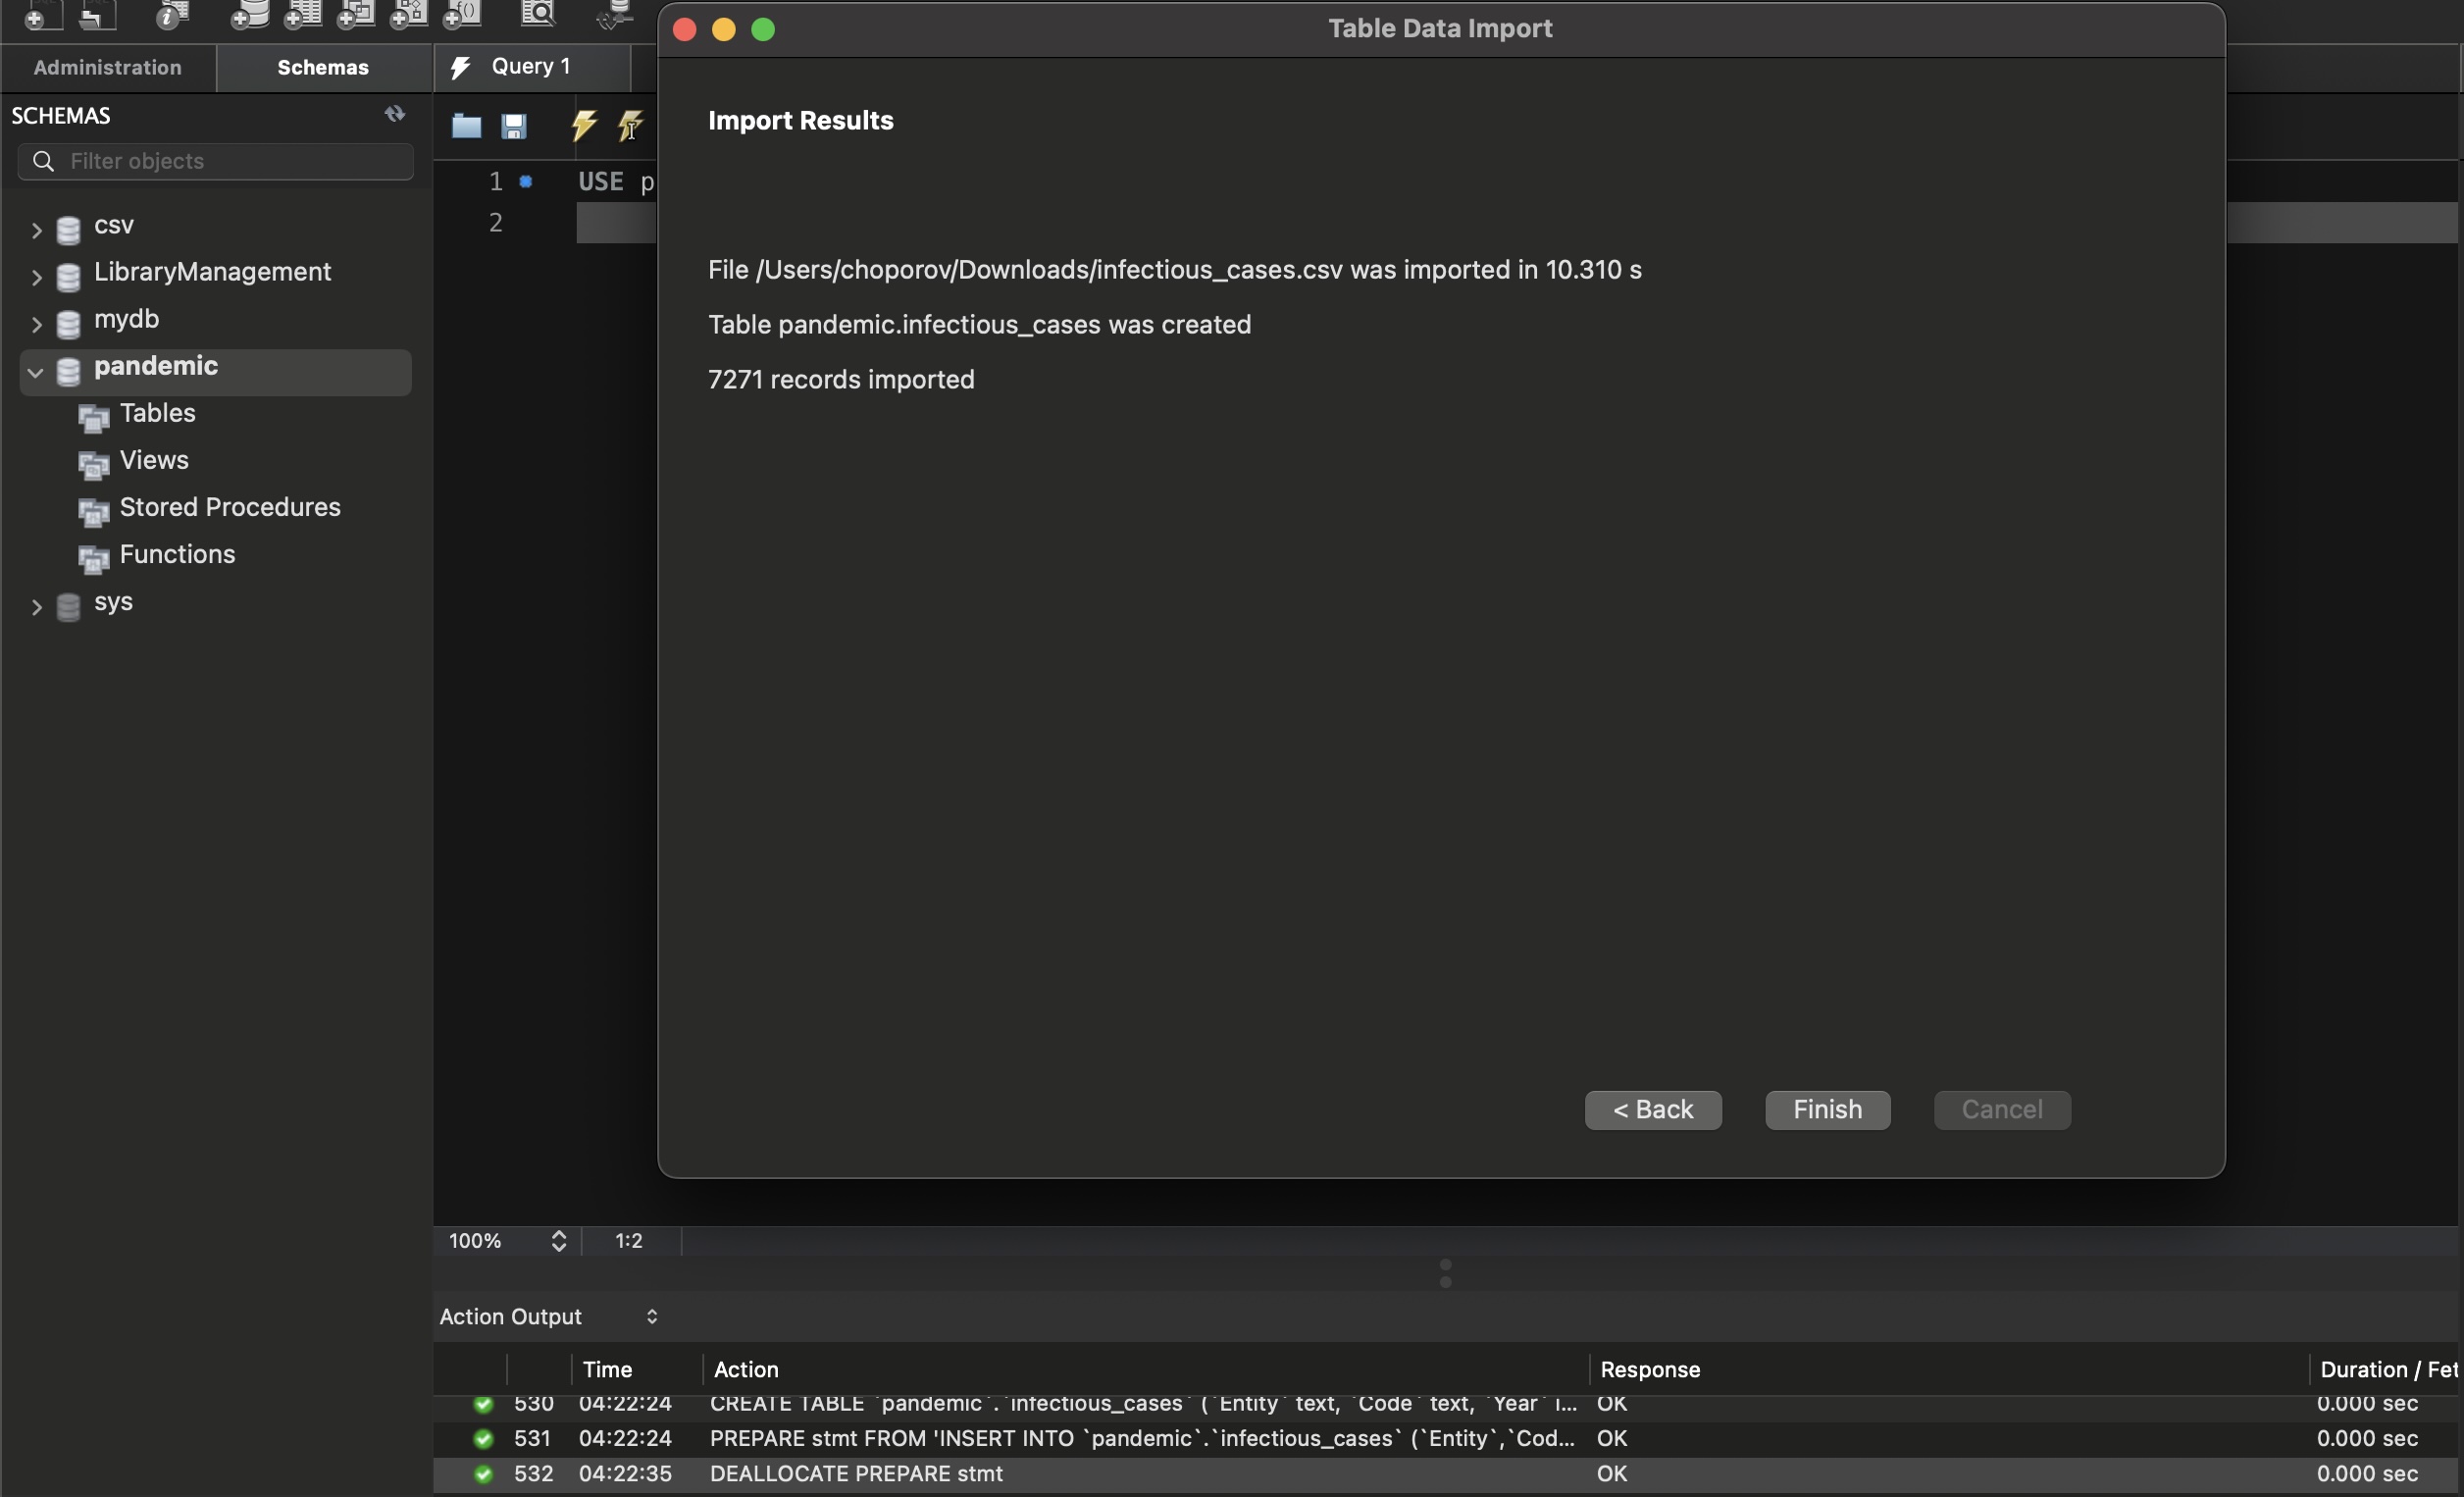 Table Data Import
Administration
Schemas
Query 1
SCHEMAS
Filter objects
csv
LibraryManagement
mydb
pandemic
Tables
Views
Stored Procedures
Functions
sys
1
USE p
2
Import Results
File /Users/choporov/Downloads/infectious_cases.csv was imported in 10.310 s
Table pandemic.infectious_cases was created
7271 records imported
< Back
Finish
Cancel
100%
1:2
Action Output
Time Action Response Duration / Fet
530 04:22:24 CREATE TABLE `pandemic`.`infectious_cases` (`Entity` text, `Code` text, `Year` i... OK 0.000 sec
531 04:22:24 PREPARE stmt FROM 'INSERT INTO `pandemic`.`infectious_cases` (`Entity`,`Cod... OK 0.000 sec
532 04:22:35 DEALLOCATE PREPARE stmt OK 0.000 sec